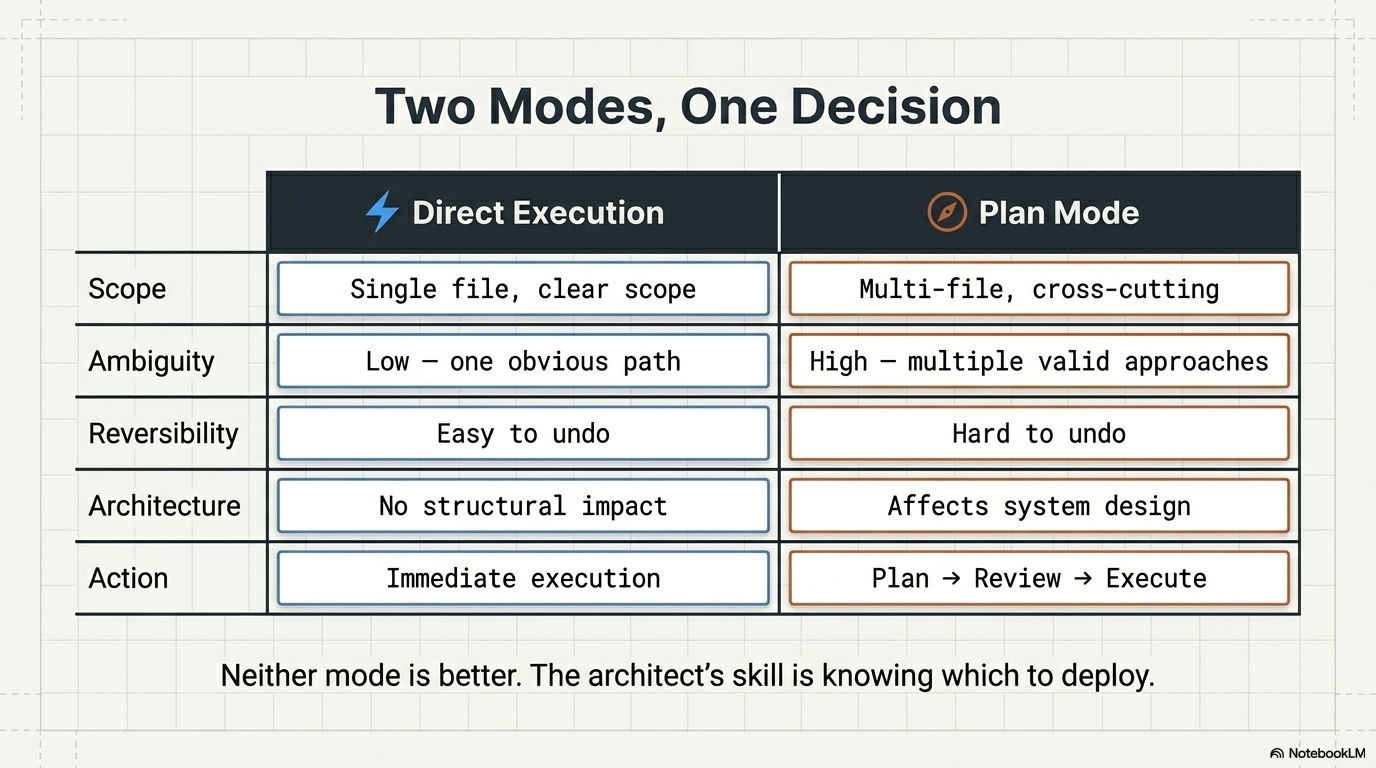 Two Modes, One Decision
Direct Execution
Plan Mode
Scope
Single file, clear scope
Multi-file, cross-cutting
Ambiguity
Low — one obvious path
High — multiple valid approaches
Reversibility
Easy to undo
Hard to undo
Architecture
No structural impact
Affects system design
Action
Immediate execution
Plan → Review → Execute
Neither mode is better. The architect’s skill is knowing which to deploy.
NotebookLM